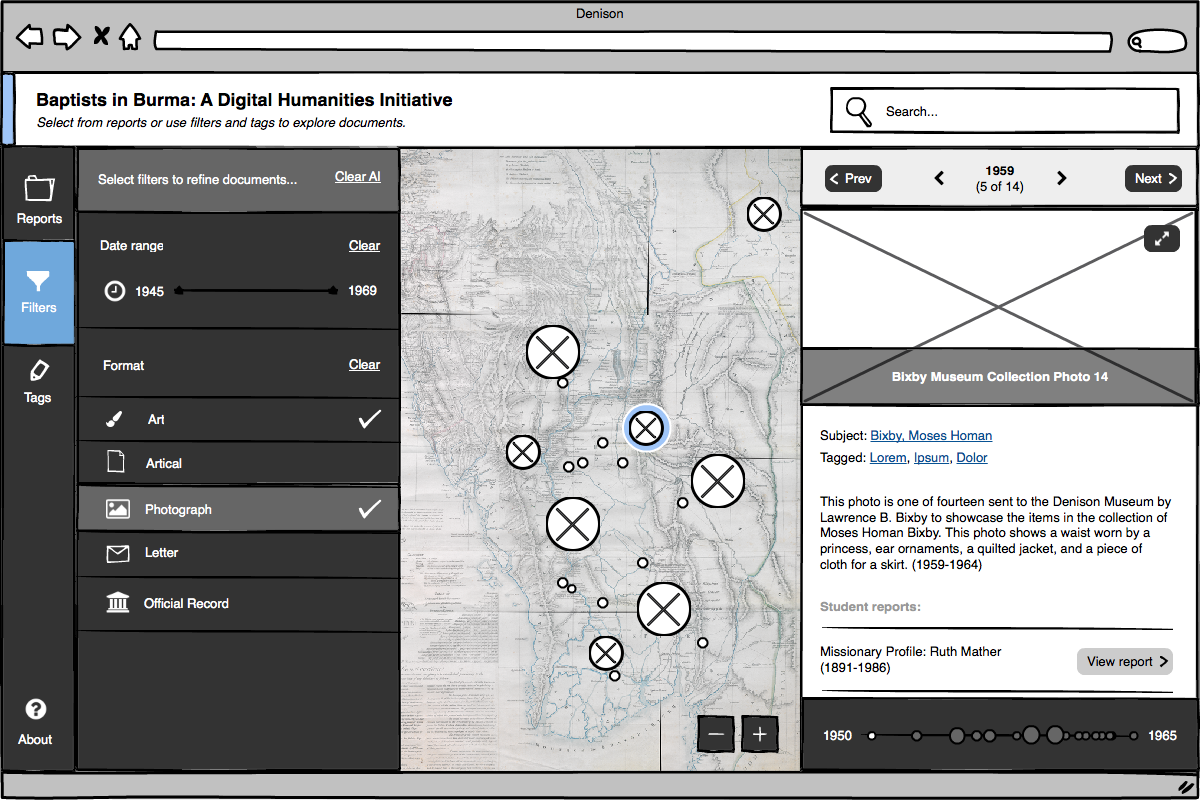 Denison
Baptists in Burma: A Digital Humanities Initiative
Select from reports or use filters and tags to explore documents.
Search...
Reports
Filters
Tags
About
Select filters to refine documents...
Clear Al
Date range
Clear
1945
1969
Format
Clear
Art
Artical
Photograph
Letter
Official Record
Prev
1959
(5 of 14)
Next
Bixby Museum Collection Photo 14
Subject: Bixby, Moses Homan
Tagged: Lorem, Ipsum, Dolor
This photo is one of fourteen sent to the Denison Museum by
Lawrence B. Bixby to showcase the items in the collection of
Moses Homan Bixby. This photo shows a waist worn by a
princess, ear ornaments, a quilted jacket, and a piece of
cloth for a skirt. (1959-1964)
Student reports:
Missionary Profile: Ruth Mather
(1891-1986)
View report
1950
1965